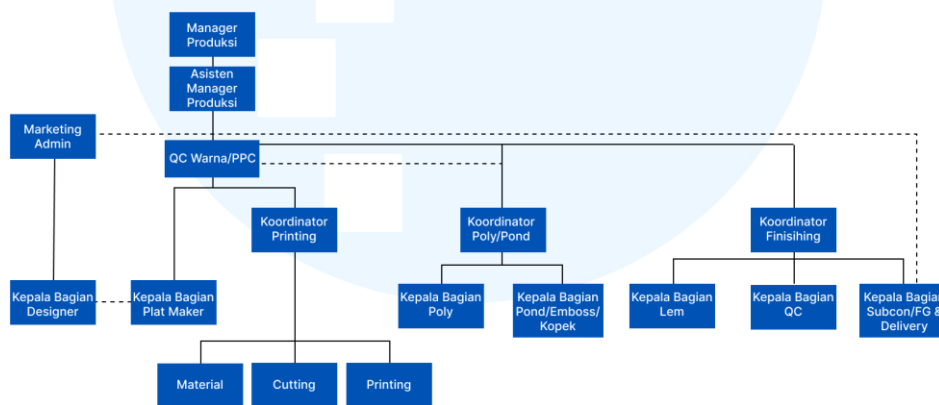 Manager
Produksi
Asisten
Manager
Produksi
Marketing
Admin
QC Warna/PPC
Koordinator
Printing
Koordinator
Poly/Pond
Koordinator
Finisihing
Kepala Bagian
Designer
Kepala Bagian
Plat Maker
Kepala Bagian
Poly
Kepala Bagian
Pond/Emboss/
Kopek
Kepala Bagian
Lem
Kepala Bagian
QC
Kepala Bagian
Subcon/FG &
Delivery
Material
Cutting
Printing